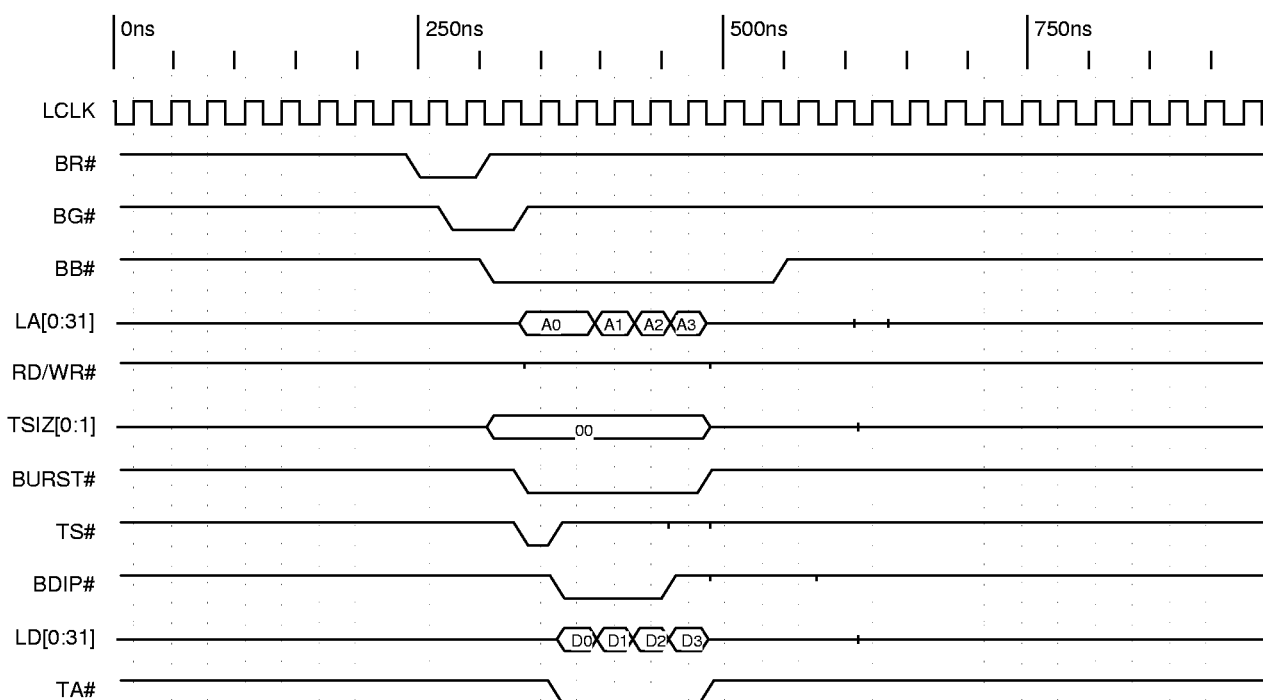 0ns 250ns 500ns 750ns
LCLK
BR#
BG#
BB#
LA[0:31] A0 A1 A2 A3
RD/WR#
TSIZ[0:1] 00
BURST#
TS#
BDIP#
LD[0:31] D0 D1 D2 D3
TA#